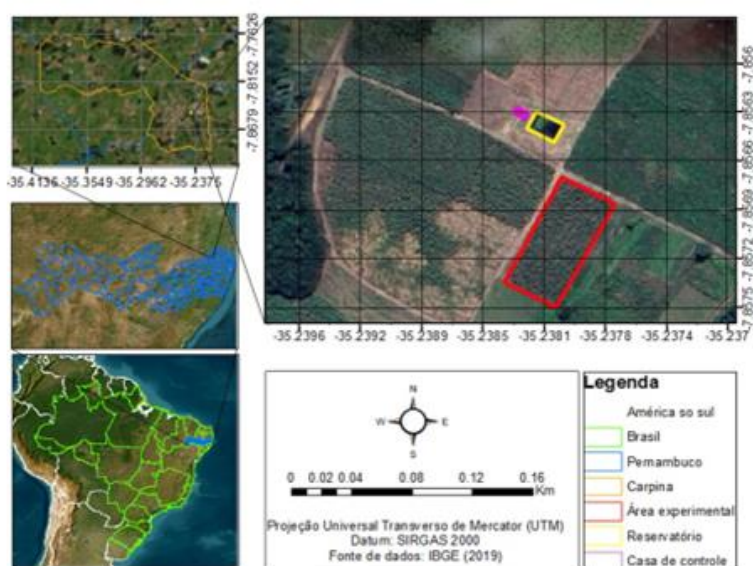 -7.7626
-7.8152
-7.8679
-35.4136 -35.3549 -35.2962 -35.2375
-7.856
-7.8563
-7.8566
-7.8569
-7.8572
-7.8575
-35.2396 -35.2392 -35.2389 -35.2385 -35.2381 -35.2378 -35.2374 -35.237
N
W E
S
0 0.02 0.04 0.08 0.12 0.16
Km
Projeção Universal Transverso de Mercator (UTM)
Datum: SIRGAS 2000
Fonte de dados: IBGE (2019)
Legenda
América so sul
Brasil
Pernambuco
Carpina
Área experimental
Reservatório
Casa de controle